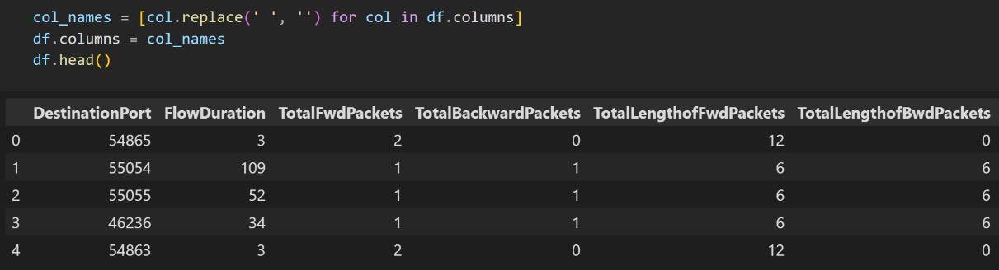 col_names = [col.replace(' ', '') for col in df.columns]
df.columns = col_names
df.head()
DestinationPort FlowDuration TotalFwdPackets TotalBackwardPackets TotalLengthofFwdPackets TotalLengthofBwdPackets
0 54865 3 2 0 12 0
1 55054 109 1 1 6 6
2 55055 52 1 1 6 6
3 46236 34 1 1 6 6
4 54863 3 2 0 12 0